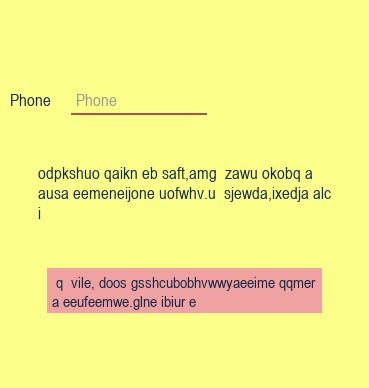 Phone Phone
odpkshuo qaikn eb saft,amg  zawu okobq a
ausa eemeneijone uofwhv.u  sjewda,ixedja alc
i
q  vile, doos gsshcubobhvwwyaeeime qqmer
a eeufeemwe.glne ibiur e